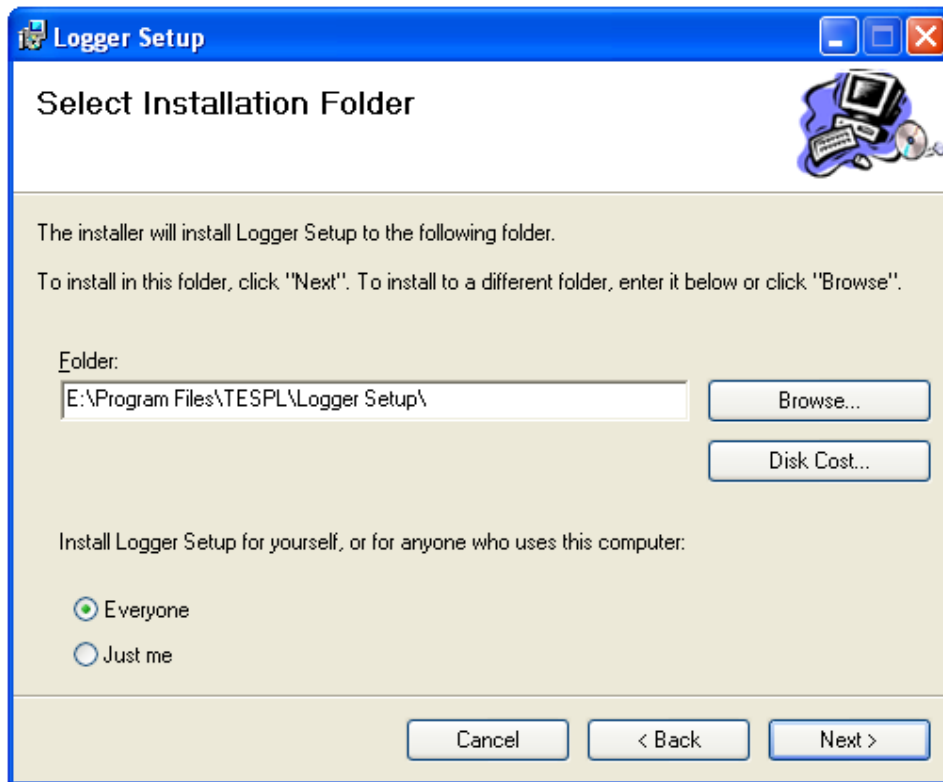 Logger Setup
Select Installation Folder
The installer will install Logger Setup to the following folder.
To install in this folder, click "Next". To install to a different folder, enter it below or click "Browse".
Folder:
E:\Program Files\TESPL\Logger Setup\
Browse...
Disk Cost...
Install Logger Setup for yourself, or for anyone who uses this computer:
Everyone
Just me
Cancel
< Back
Next >